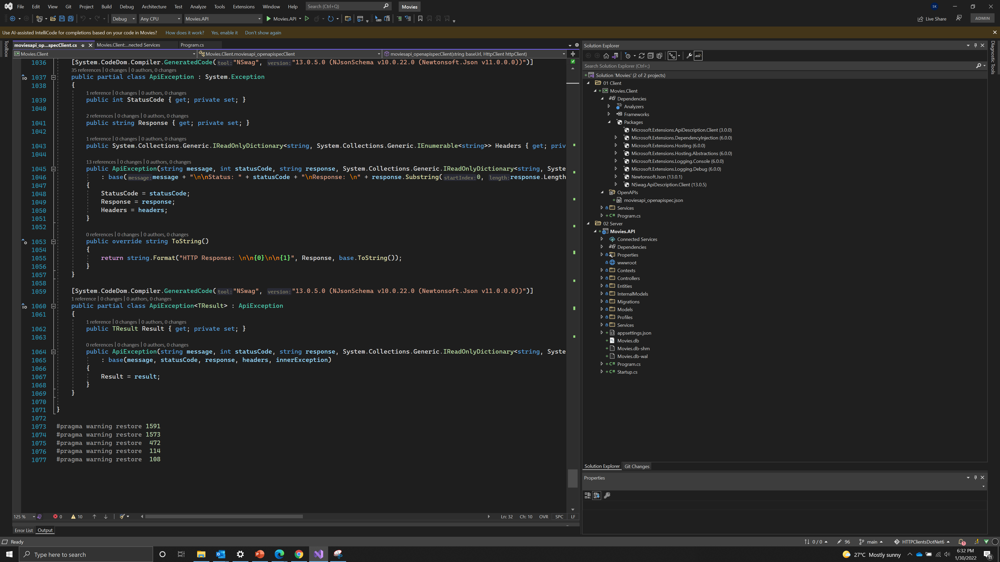 File Edit View Git Project Build Debug Architecture Test Analyze Tools Extensions Window Help Search (Ctrl+Q) Movies SK
Debug Any CPU Movies.API Movies.API Live Share ADMIN
Use AI-assisted IntelliCode for completions based on your code in Movies? How does it work? Yes, enable it Don't show again
Toolbox
moviesapi_op...specClient.cs Movies.Client:...nected Services Program.cs
Movies.Client Movies.Client.moviesapi_openapispecClient moviesapi_openapispecClient(string baseUrl, HttpClient httpClient)
1036 [System.CodeDom.Compiler.GeneratedCode(tool:"NSwag", version:"13.0.5.0 (NJsonSchema v10.0.22.0 (Newtonsoft.Json v11.0.0.0))")]
35 references | 0 changes | 0 authors, 0 changes
1037 public partial class ApiException : System.Exception
1038 {
1 reference | 0 changes | 0 authors, 0 changes
1039 public int StatusCode { get; private set; }
1040
2 references | 0 changes | 0 authors, 0 changes
1041 public string Response { get; private set; }
1042
1 reference | 0 changes | 0 authors, 0 changes
1043 public System.Collections.Generic.IReadOnlyDictionary<string, System.Collections.Generic.IEnumerable<string>> Headers { get; priv
1044
13 references | 0 changes | 0 authors, 0 changes
1045 public ApiException(string message, int statusCode, string response, System.Collections.Generic.IReadOnlyDictionary<string, Syste
1046 : base(message:message + "\n\nStatus: " + statusCode + "\nResponse: \n" + response.Substring(startIndex:0, length:response.Length
1047 {
1048 StatusCode = statusCode;
1049 Response = response;
1050 Headers = headers;
1051 }
1052
0 references | 0 changes | 0 authors, 0 changes
1053 public override string ToString()
1054 {
1055 return string.Format("HTTP Response: \n\n{0}\n\n{1}", Response, base.ToString());
1056 }
1057 }
1058
1059 [System.CodeDom.Compiler.GeneratedCode(tool:"NSwag", version:"13.0.5.0 (NJsonSchema v10.0.22.0 (Newtonsoft.Json v11.0.0.0))")]
1 reference | 0 changes | 0 authors, 0 changes
1060 public partial class ApiException<TResult> : ApiException
1061 {
1 reference | 0 changes | 0 authors, 0 changes
1062 public TResult Result { get; private set; }
1063
0 references | 0 changes | 0 authors, 0 changes
1064 public ApiException(string message, int statusCode, string response, System.Collections.Generic.IReadOnlyDictionary<string, Syste
1065 : base(message, statusCode, response, headers, innerException)
1066 {
1067 Result = result;
1068 }
1069 }
1070
1071 }
1072
1073 #pragma warning restore 1591
1074 #pragma warning restore 1573
1075 #pragma warning restore 472
1076 #pragma warning restore 114
1077 #pragma warning restore 108
125 % 0 10 Ln: 32 Ch: 10 OVR SPC LF
Error List Output
Solution Explorer
Search Solution Explorer (Ctrl+;)
Solution 'Movies' (2 of 2 projects)
01 Client
Movies.Client
Dependencies
Analyzers
Frameworks
Packages
Microsoft.Extensions.ApiDescription.Client (3.0.0)
Microsoft.Extensions.DependencyInjection (6.0.0)
Microsoft.Extensions.Hosting (6.0.0)
Microsoft.Extensions.Hosting.Abstractions (6.0.0)
Microsoft.Extensions.Logging.Console (6.0.0)
Microsoft.Extensions.Logging.Debug (6.0.0)
Newtonsoft.Json (13.0.1)
NSwag.ApiDescription.Client (13.0.5)
OpenAPIs
moviesapi_openapispec.json
Services
C# Program.cs
02 Server
Movies.API
Connected Services
Dependencies
Properties
wwwroot
Contexts
Controllers
Entities
InternalModels
Migrations
Models
Profiles
Services
appsettings.json
Movies.db
Movies.db-shm
Movies.db-wal
C# Program.cs
C# Startup.cs
Solution Explorer Git Changes
Properties
Diagnostic Tools
Ready 0 / 0 96 main HTTPClientsDotNet6 1
Type here to search 27°C Mostly sunny 6:32 PM
1/30/2022 11